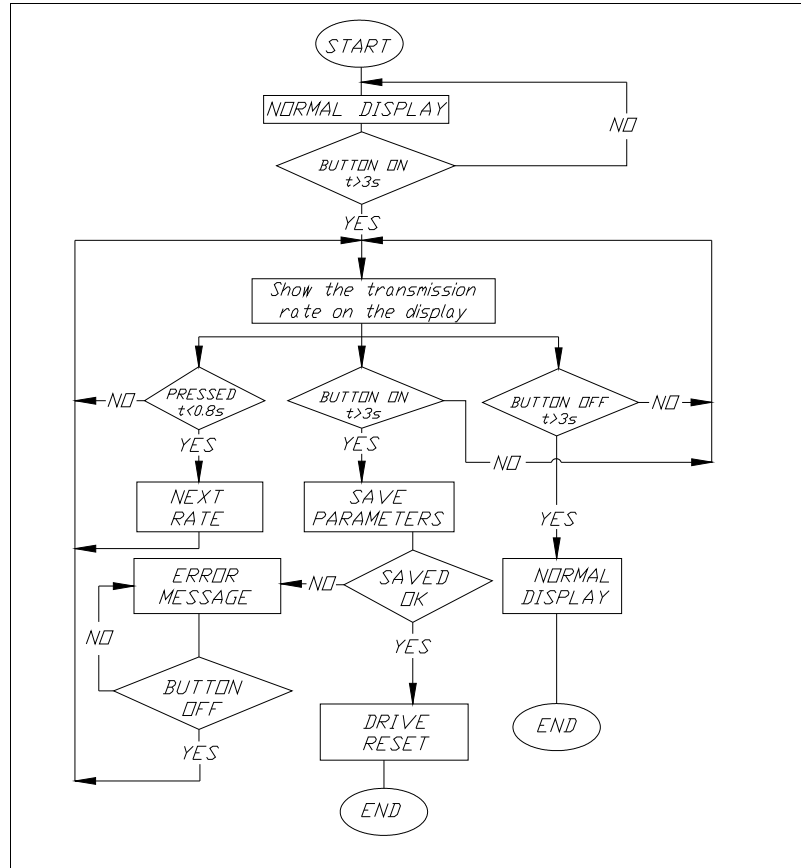 START
NORMAL DISPLAY
NO
BUTTON ON
t>3s
YES
Show the transmission
rate on the display
PRESSED
t<0.8s
NO
YES
BUTTON ON
t>3s
YES
NO
BUTTON OFF
t>3s
NO
YES
NEXT
RATE
SAVE
PARAMETERS
ERROR
MESSAGE
NO
SAVED
OK
NORMAL
DISPLAY
NO
YES
BUTTON
OFF
YES
DRIVE
RESET
END
END